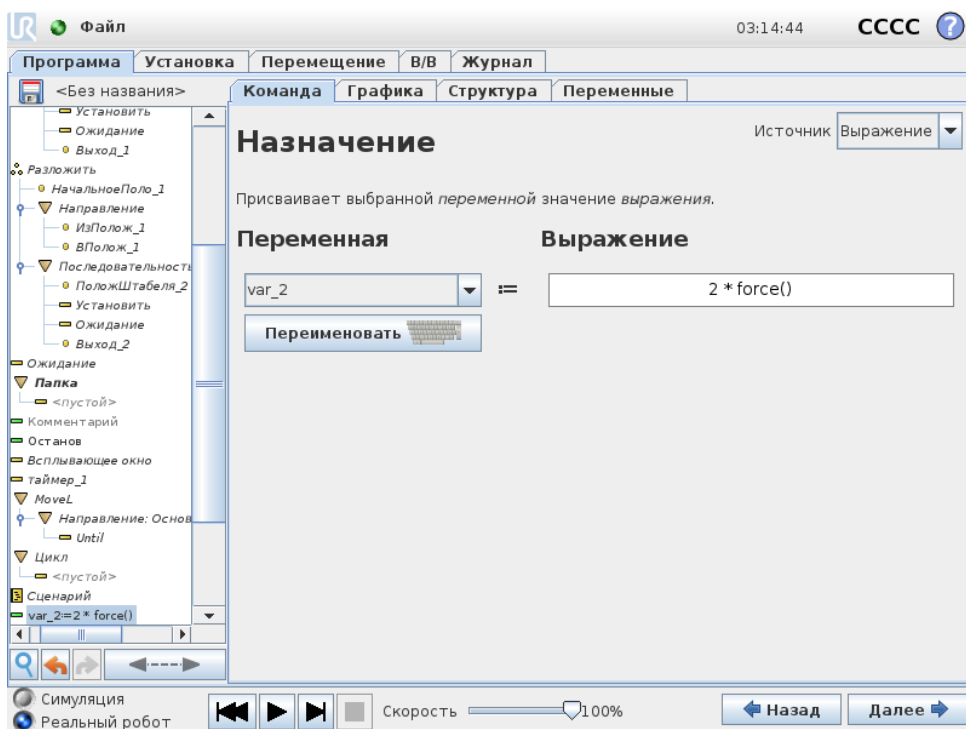 UR Файл 03:14:44 CCCC ?
Программа Установка Перемещение В/В Журнал
<Без названия> Команда Графика Структура Переменные
Установить
Ожидание
Выход_1
Разложить
НачальноеПоло_1
Направление
ИзПолож_1
ВПолож_1
Последовательность
ПоложШтабеля_2
Установить
Ожидание
Выход_2
Ожидание
Папка
<пустой>
Комментарий
Останов
Всплывающее окно
таймер_1
MoveL
Направление: Основ
Until
Цикл
<пустой>
Сценарий
var_2:=2 * force()
Назначение
Источник Выражение
Присваивает выбранной переменной значение выражения.
Переменная Выражение
var_2 := 2 * force()
Переименовать
Симуляция
Реальный робот
Скорость 100%
Назад Далее